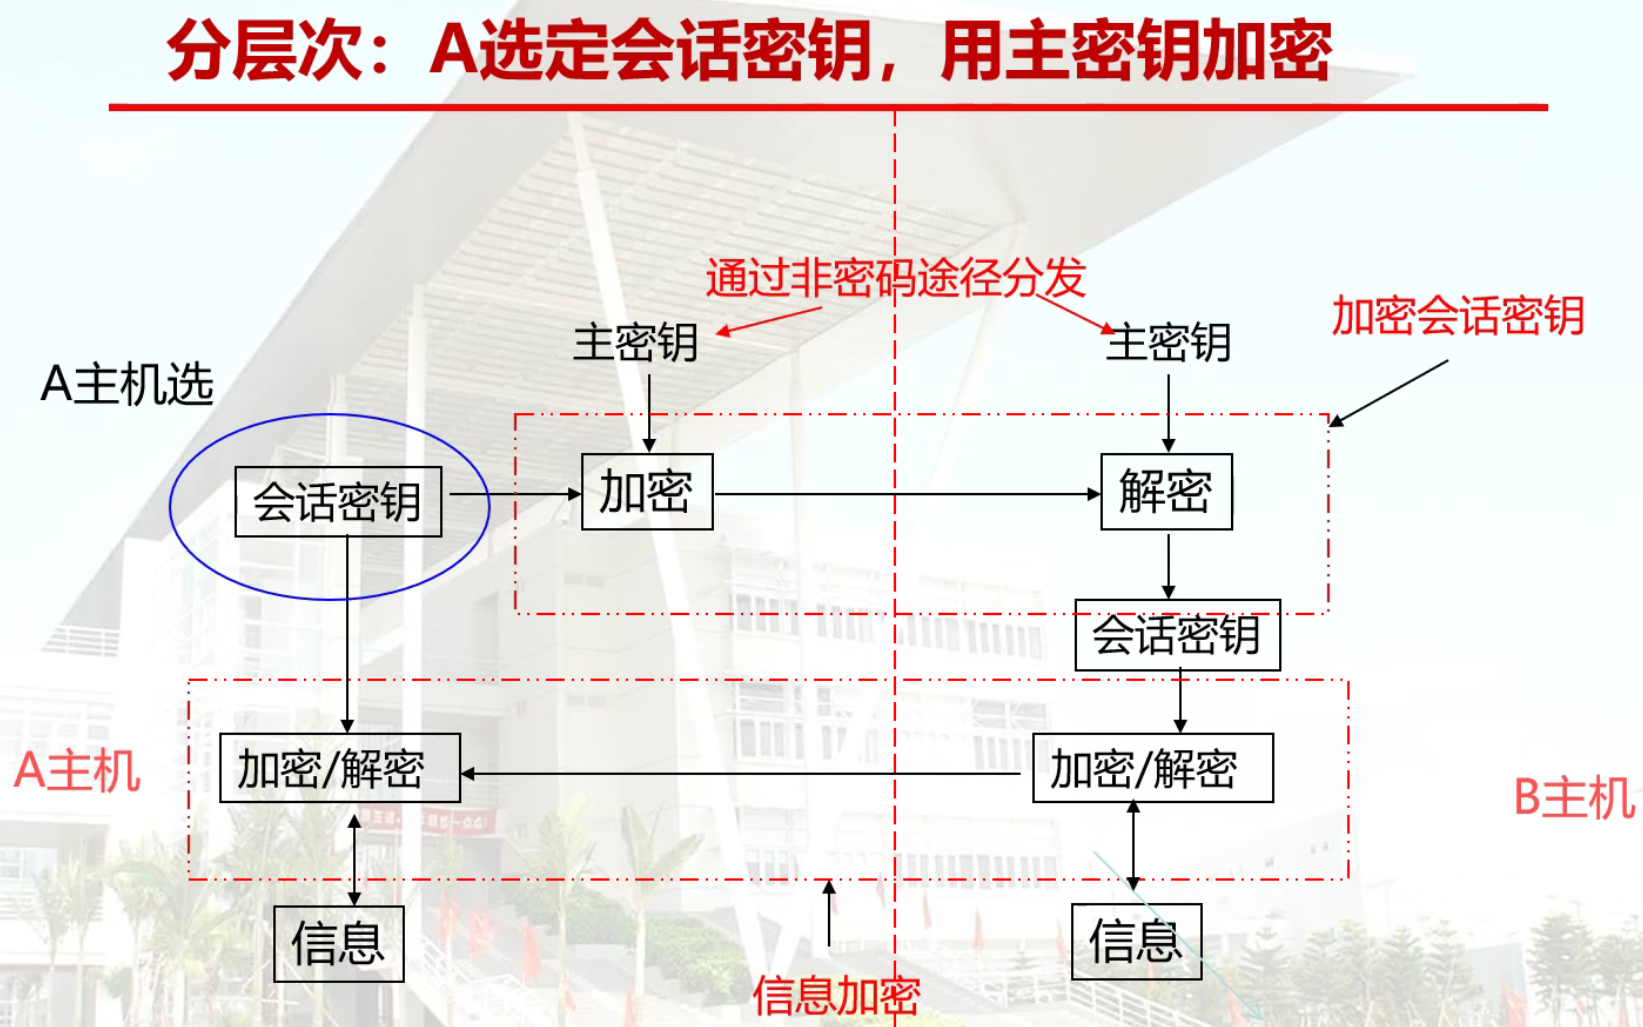 分层次：A选定会话密钥，用主密钥加密
通过非密码途径分发
加密会话密钥
主密钥
主密钥
A主机选
会话密钥
加密
解密
会话密钥
A主机
加密/解密
加密/解密
B主机
信息
信息
信息加密